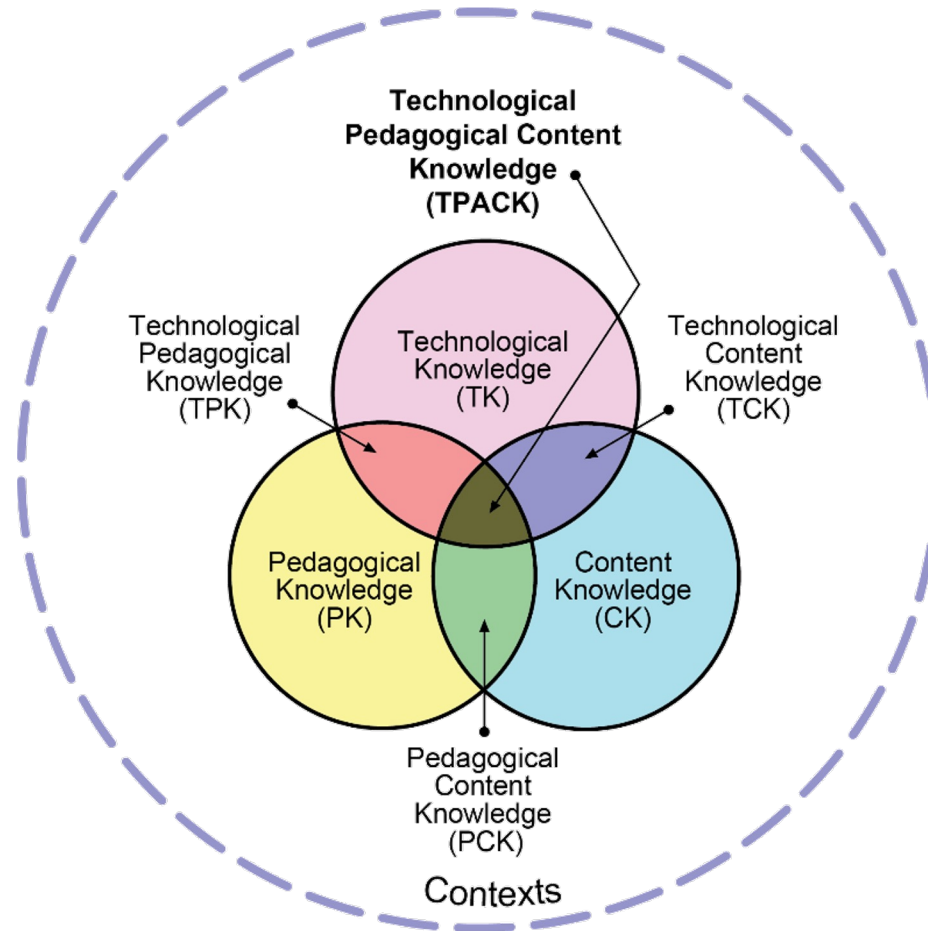 Technological
Pedagogical Content
Knowledge
(TPACK)
Technological
Pedagogical
Knowledge
(TPK)
Technological
Knowledge
(TK)
Technological
Content
Knowledge
(TCK)
Pedagogical
Knowledge
(PK)
Content
Knowledge
(CK)
Pedagogical
Content
Knowledge
(PCK)
Contexts